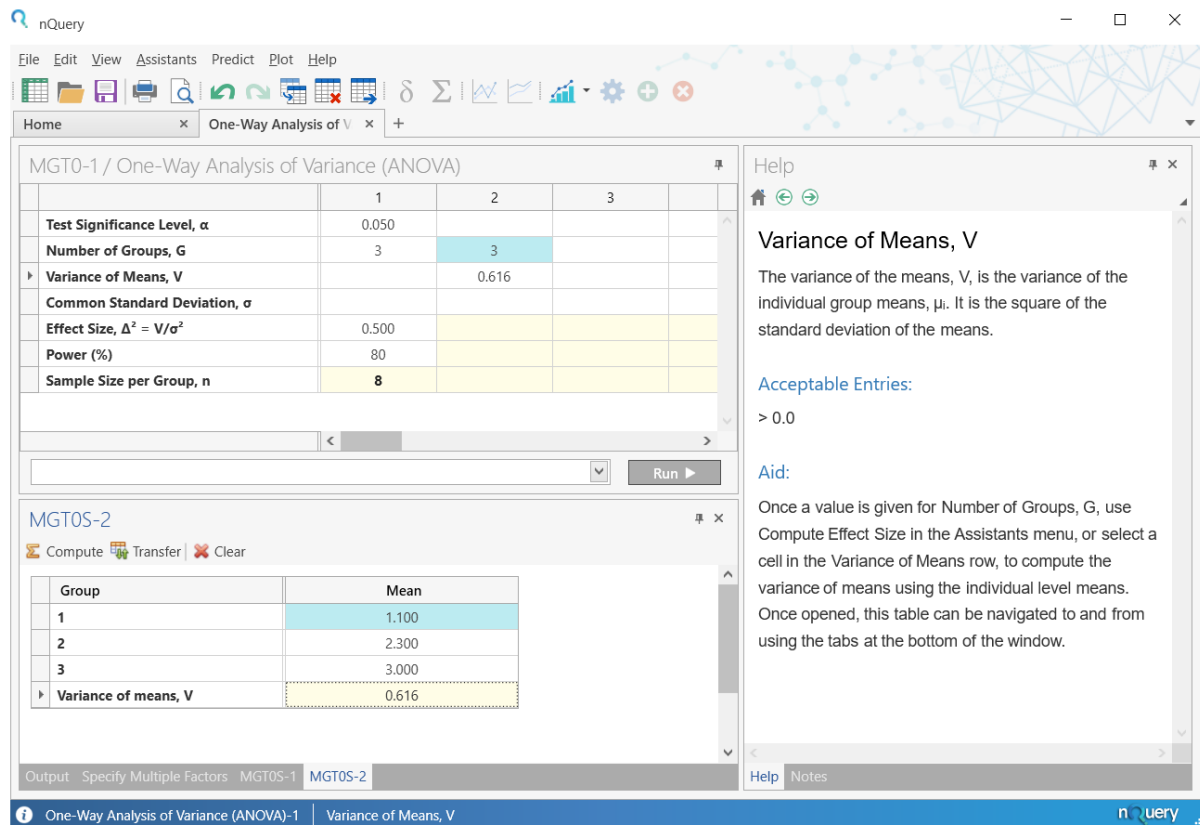 nQuery
File Edit View Assistants Predict Plot Help
Home One-Way Analysis of V
MGT0-1 / One-Way Analysis of Variance (ANOVA)
1 2 3
Test Significance Level, α 0.050
Number of Groups, G 3 3
Variance of Means, V 0.616
Common Standard Deviation, σ
Effect Size, Δ² = V/σ² 0.500
Power (%) 80
Sample Size per Group, n 8
Run
MGT0S-2
Compute Transfer Clear
Group Mean
1 1.100
2 2.300
3 3.000
Variance of means, V 0.616
Output Specify Multiple Factors MGT0S-1 MGT0S-2
Help
Variance of Means, V
The variance of the means, V, is the variance of the
individual group means, μᵢ. It is the square of the
standard deviation of the means.
Acceptable Entries:
> 0.0
Aid:
Once a value is given for Number of Groups, G, use
Compute Effect Size in the Assistants menu, or select a
cell in the Variance of Means row, to compute the
variance of means using the individual level means.
Once opened, this table can be navigated to and from
using the tabs at the bottom of the window.
Help Notes
One-Way Analysis of Variance (ANOVA)-1 Variance of Means, V
nQuery